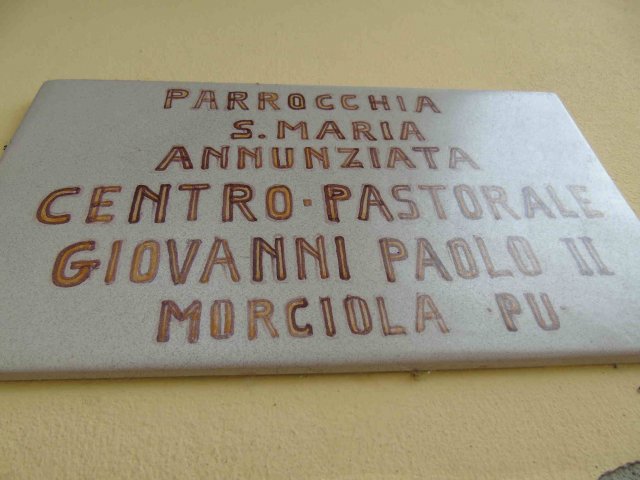 PARROCCHIA
S. MARIA
ANNUNZIATA
CENTRO·PASTORALE
GIOVANNI PAOLO II
MORCIOLA ·PU·